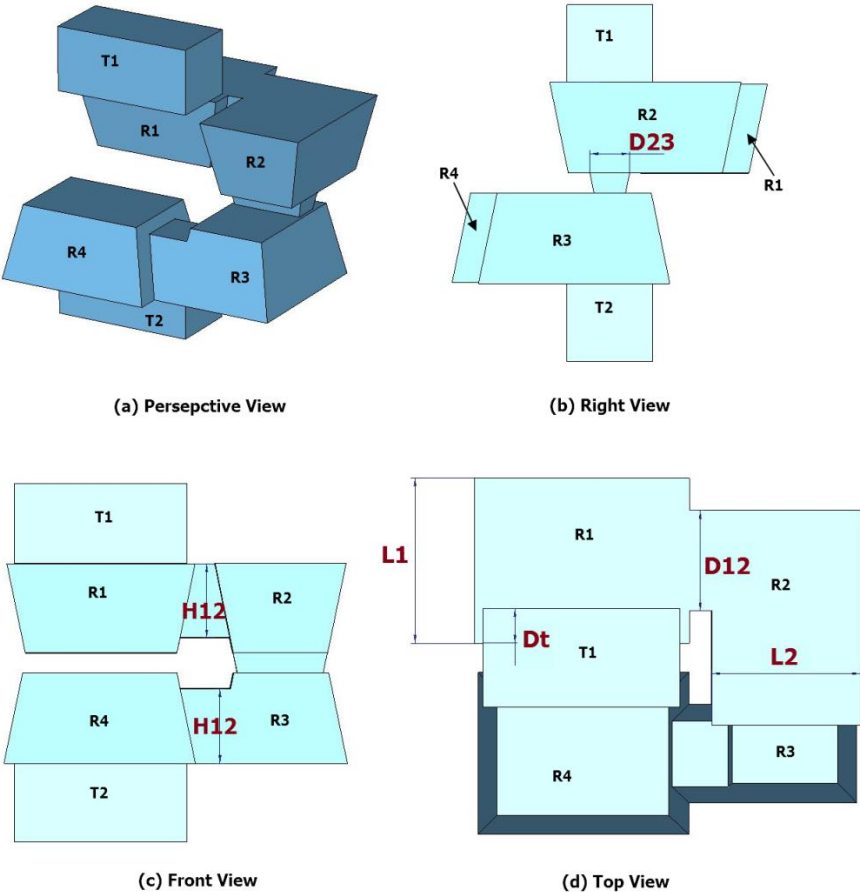 T1
R1
R2
R4
R3
T2
(a) Persepctive View
T1
R2
D23
R4
R1
R3
T2
(b) Right View
T1
R1
R2
H12
R4
H12
R3
T2
(c) Front View
R1
L1
D12
R2
Dt
T1
L2
R3
R4
(d) Top View